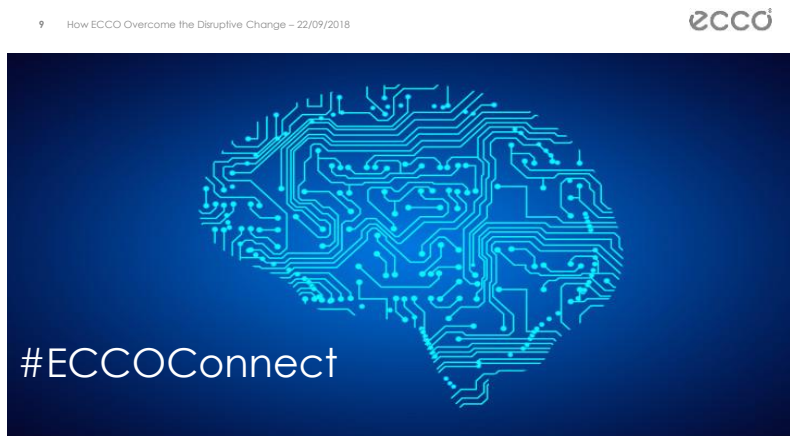 9 How ECCO Overcome the Disruptive Change – 22/09/2018
ecco®
#ECCOConnect